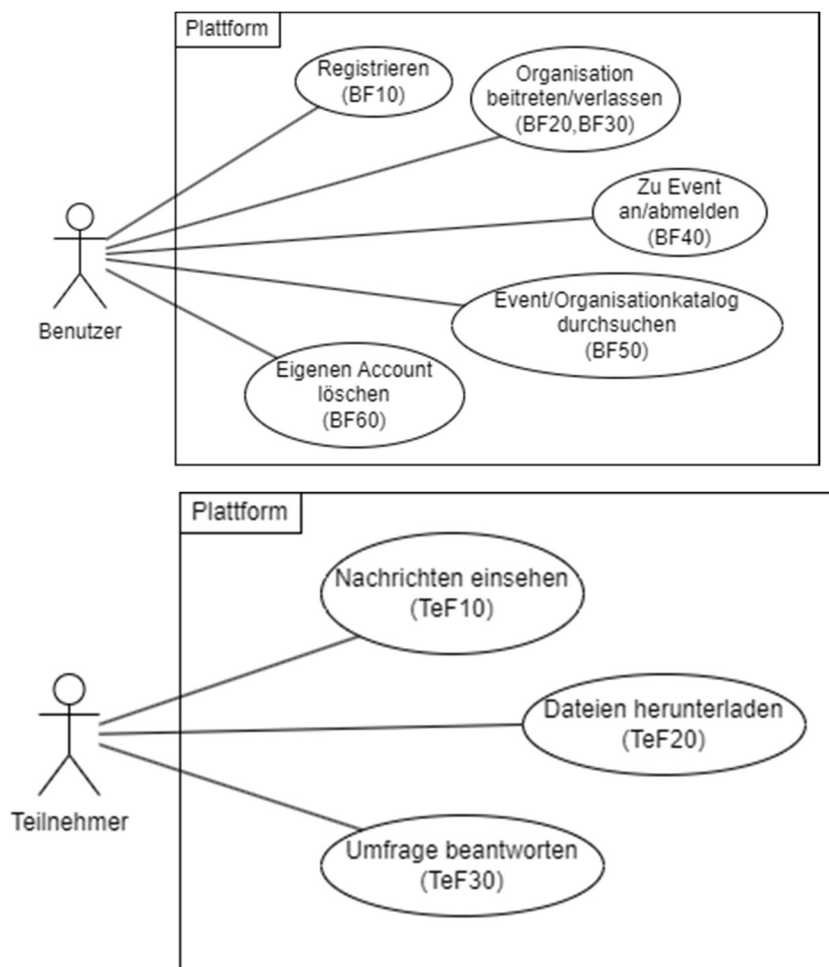 Plattform
Registrieren
(BF10)
Organisation
beitreten/verlassen
(BF20,BF30)
Zu Event
an/abmelden
(BF40)
Benutzer
Event/Organisationkatalog
durchsuchen
(BF50)
Eigenen Account
löschen
(BF60)
Plattform
Nachrichten einsehen
(TeF10)
Dateien herunterladen
(TeF20)
Teilnehmer
Umfrage beantworten
(TeF30)